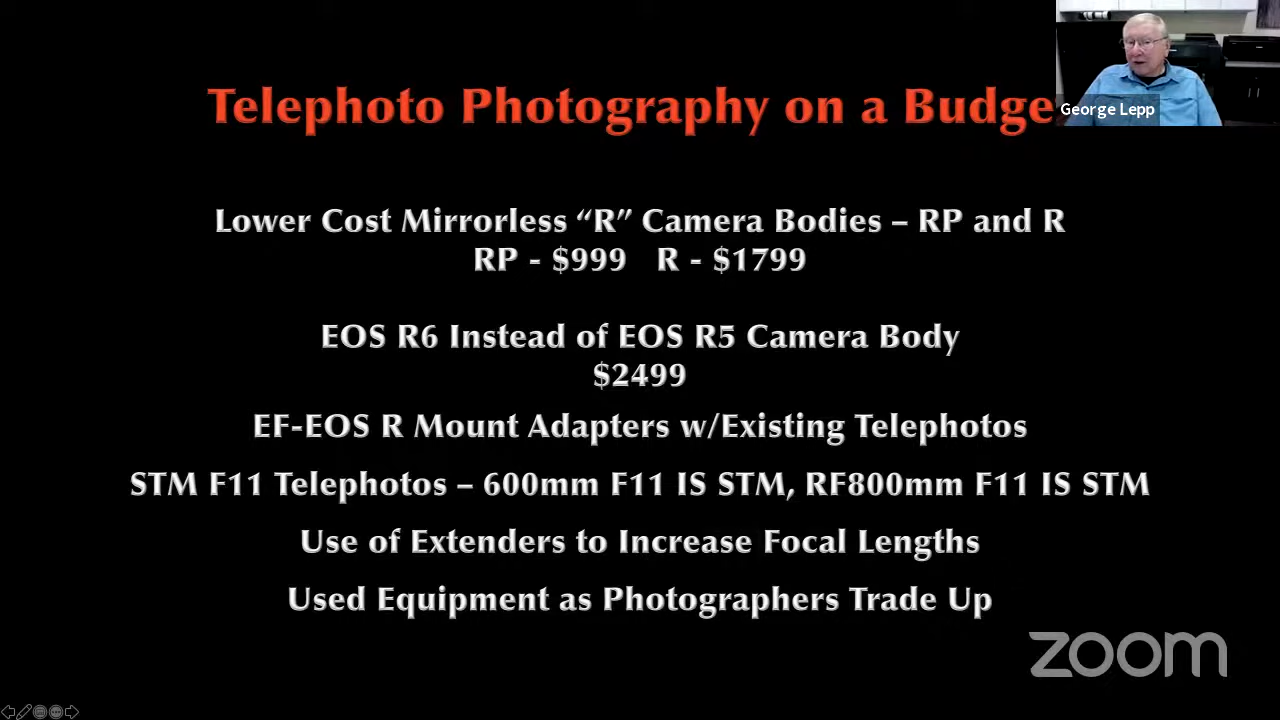 Telephoto Photography on a Budge
George Lepp
Lower Cost Mirrorless “R” Camera Bodies – RP and R
RP - $999 R - $1799
EOS R6 Instead of EOS R5 Camera Body
$2499
EF-EOS R Mount Adapters w/Existing Telephotos
STM F11 Telephotos – 600mm F11 IS STM, RF800mm F11 IS STM
Use of Extenders to Increase Focal Lengths
Used Equipment as Photographers Trade Up
zoom